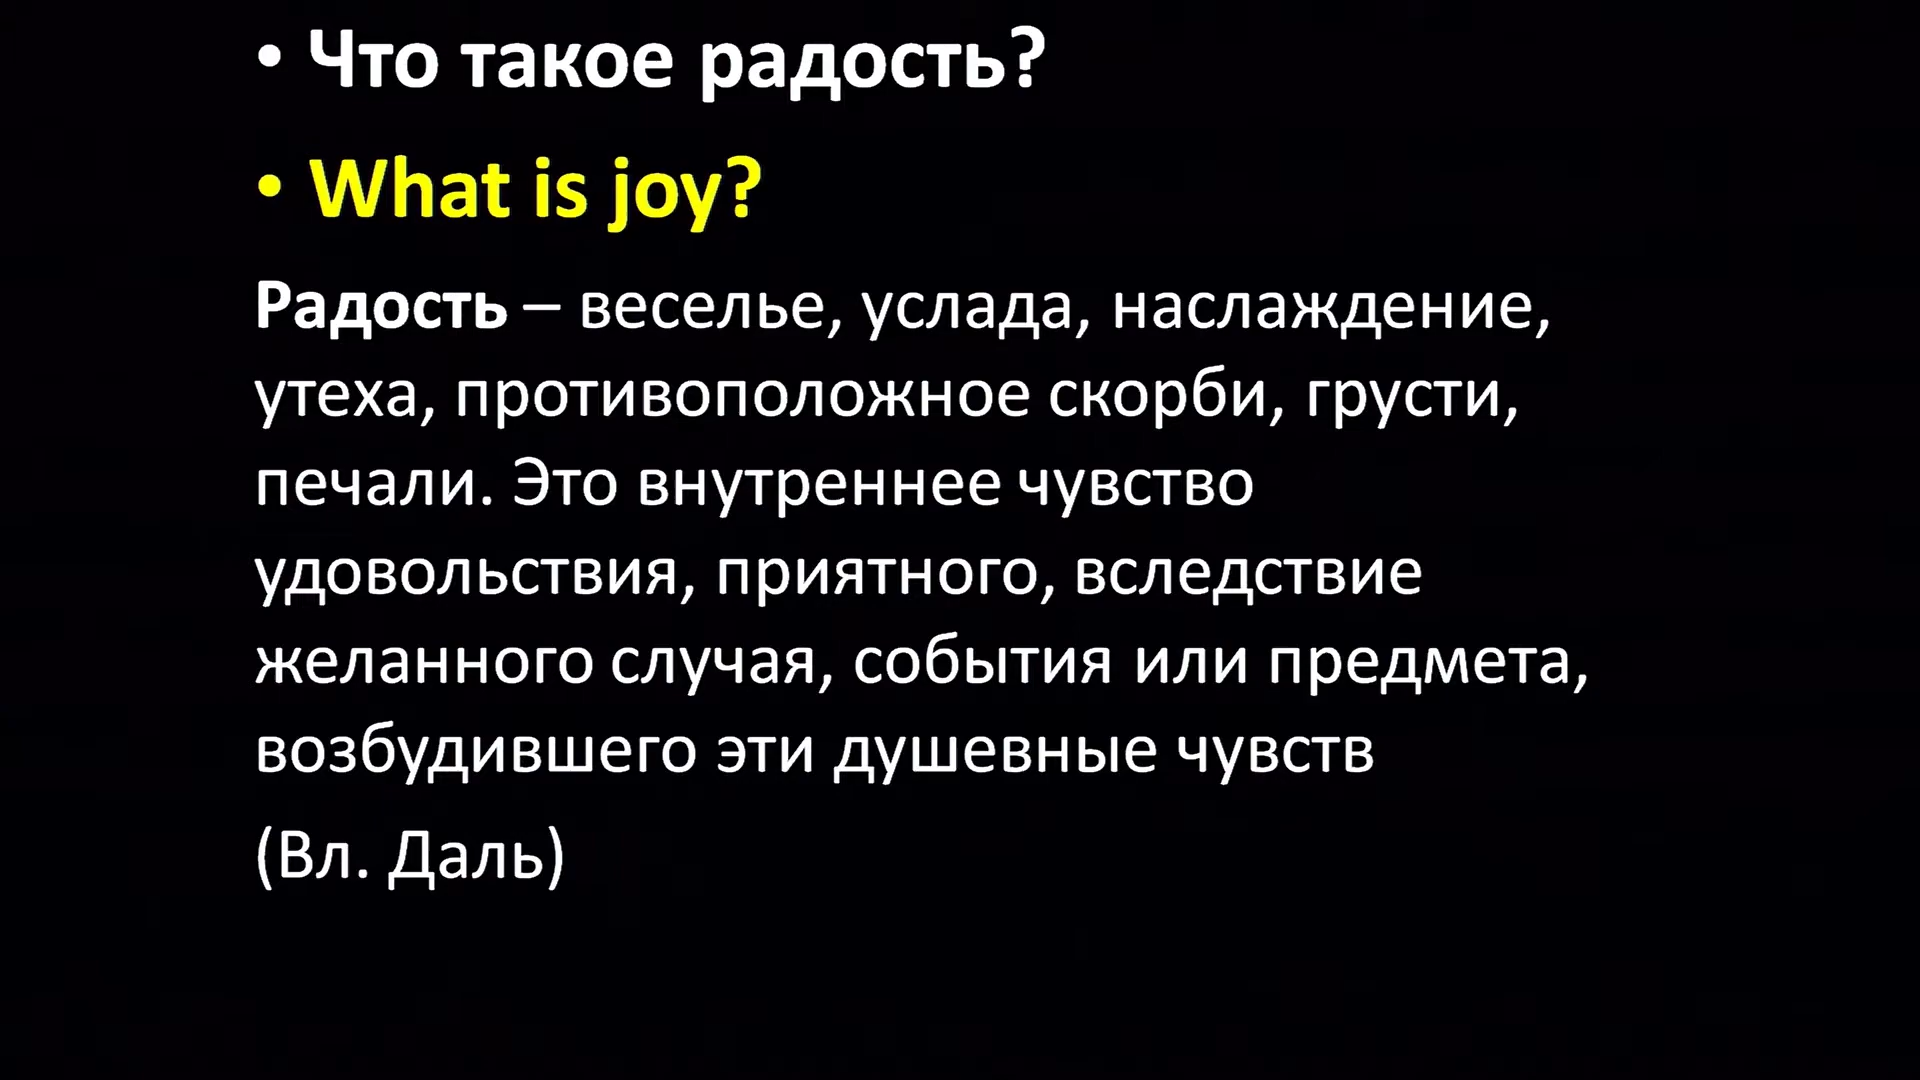 • Что такое радость?
• What is joy?
Радость – веселье, услада, наслаждение,
утеха, противоположное скорби, грусти,
печали. Это внутреннее чувство
удовольствия, приятного, вследствие
желанного случая, события или предмета,
возбудившего эти душевные чувств
(Вл. Даль)